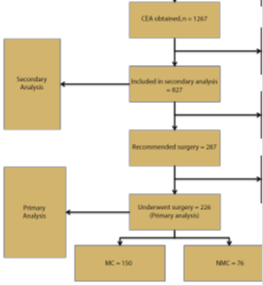 CEA obtained,n = 1267
Secondary
Analysis
Included in secondary analysis
= 827
Recommended surgery = 287
Primary
Analysis
Underwent surgery = 226
(Primary analysis)
MC = 150
NMC = 76